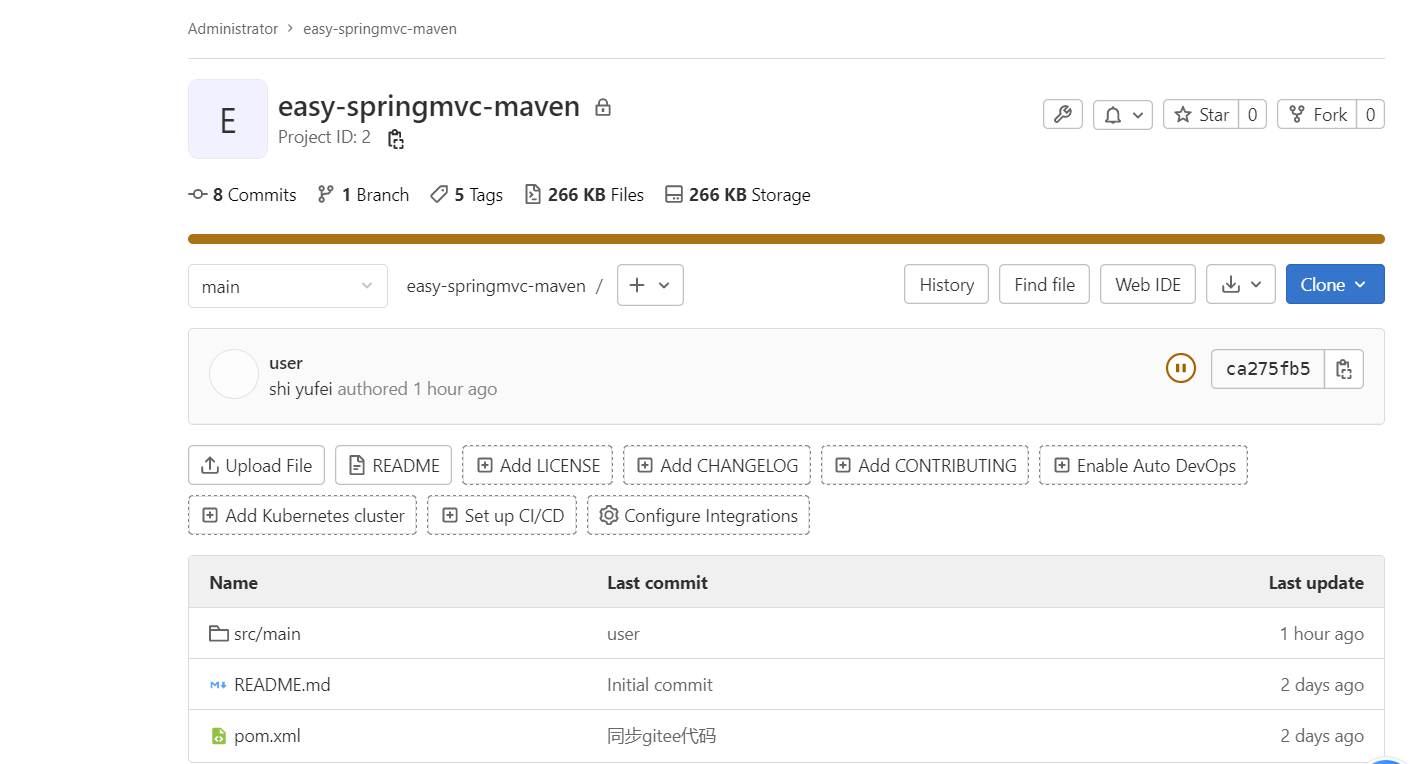 Administrator > easy-springmvc-maven
E
easy-springmvc-maven
Project ID: 2
Star 0 Fork 0
8 Commits 1 Branch 5 Tags 266 KB Files 266 KB Storage
main easy-springmvc-maven / + History Find file Web IDE Clone
user
shi yufei authored 1 hour ago
ca275fb5
Upload File README Add LICENSE Add CHANGELOG Add CONTRIBUTING Enable Auto DevOps
Add Kubernetes cluster Set up CI/CD Configure Integrations
Name Last commit Last update
src/main user 1 hour ago
README.md Initial commit 2 days ago
pom.xml 同步gitee代码 2 days ago